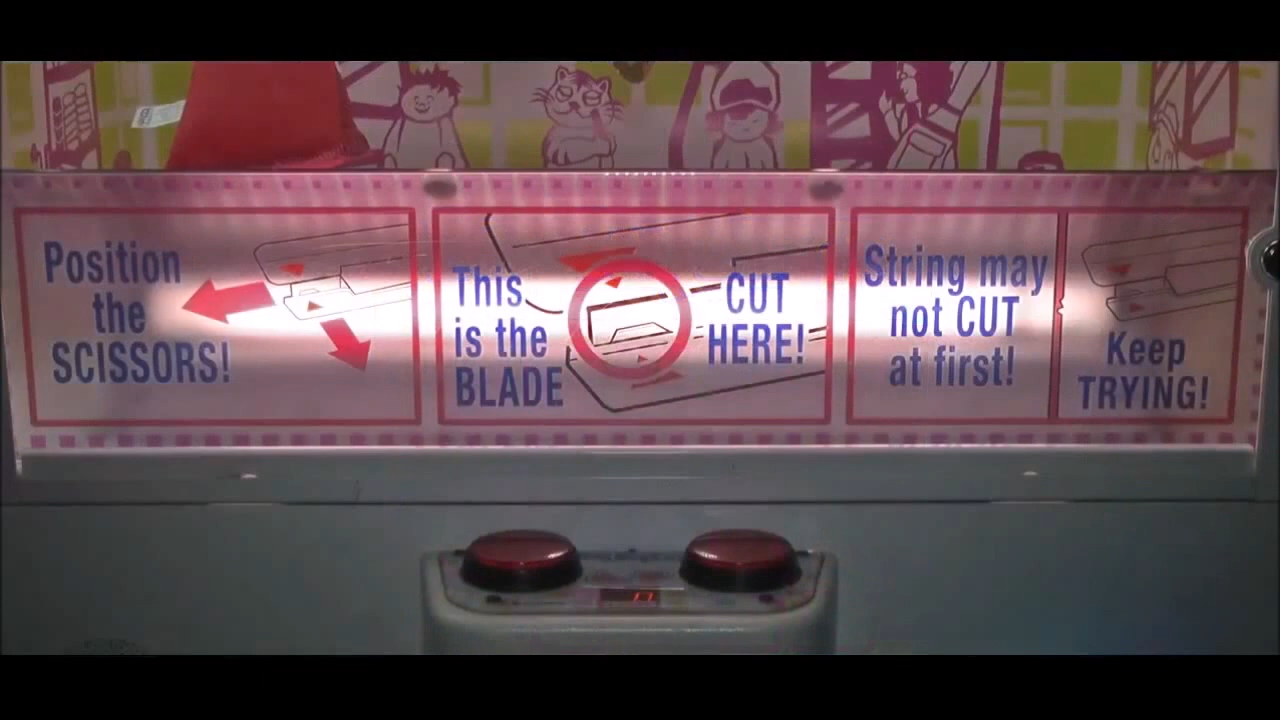 Position
the
SCISSORS!
This
is the
BLADE
CUT
HERE!
String may
not CUT
at first!
Keep
TRYING!